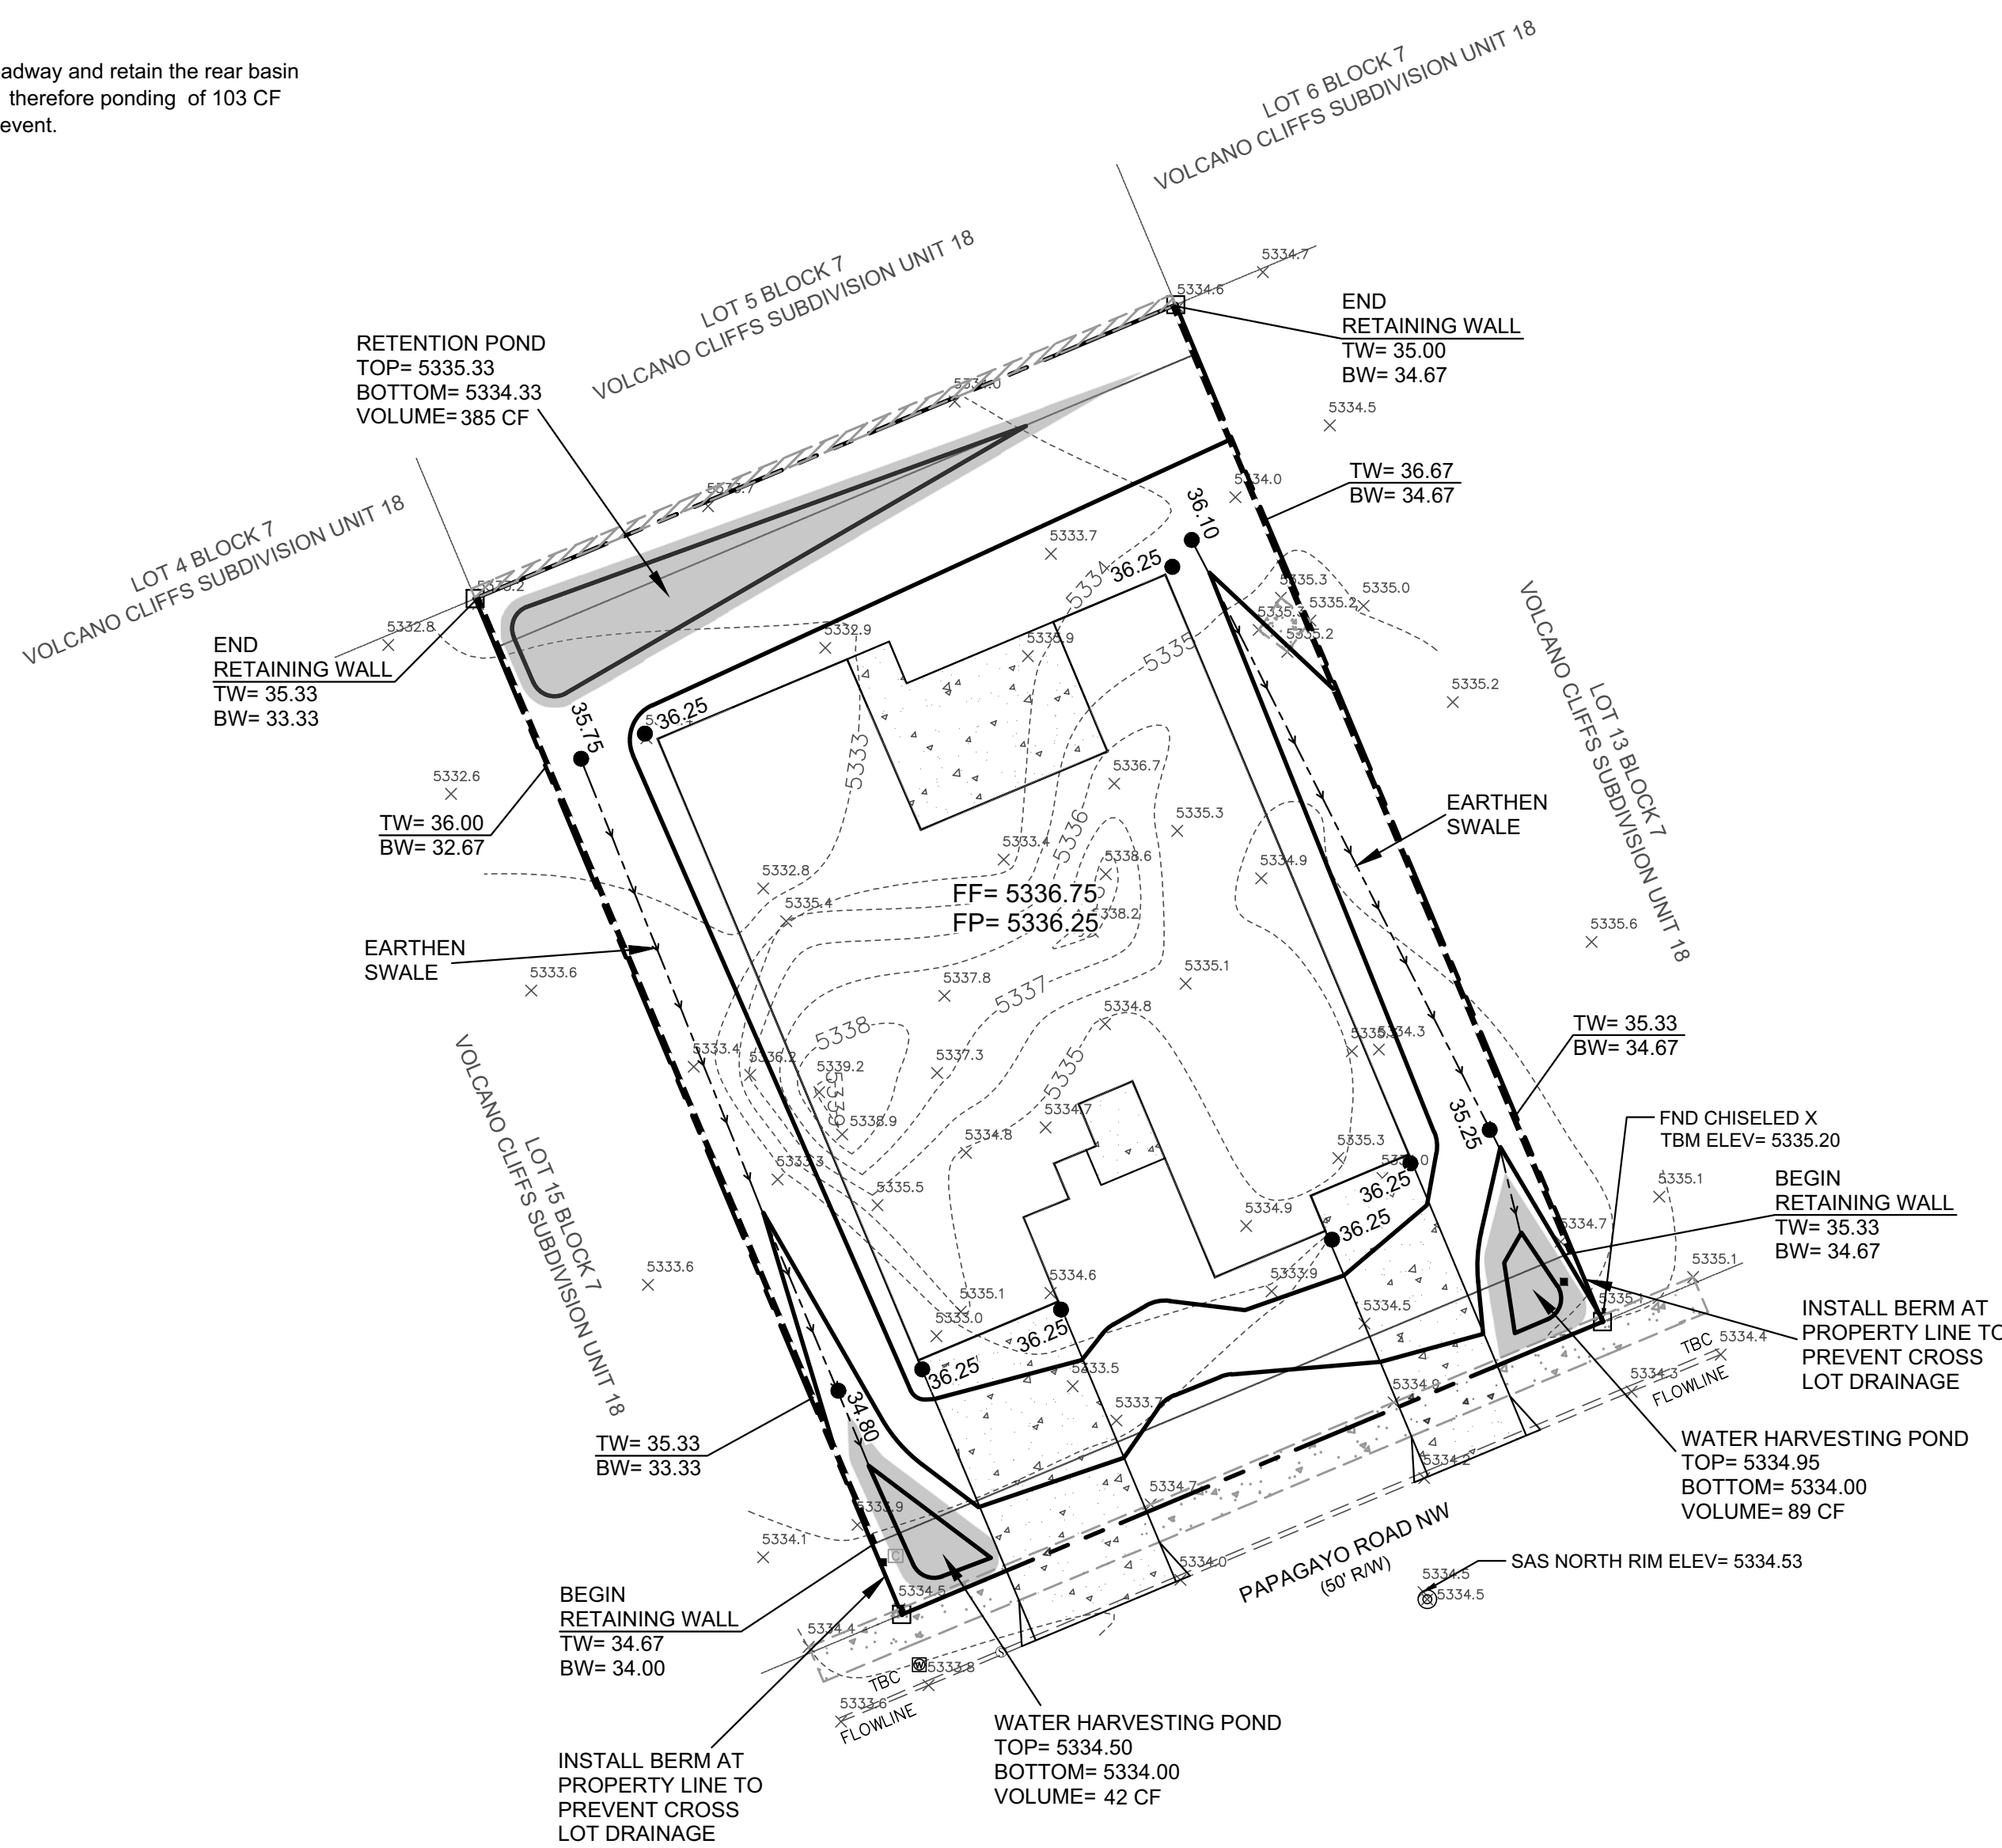 adway and retain the rear basin
therefore ponding of 103 CF
event.
LOT 6 BLOCK 7
VOLCANO CLIFFS SUBDIVISION UNIT 18
LOT 5 BLOCK 7
VOLCANO CLIFFS SUBDIVISION UNIT 18
LOT 4 BLOCK 7
VOLCANO CLIFFS SUBDIVISION UNIT 18
5334.7
5334.6
END
RETAINING WALL
TW= 35.00
BW= 34.67
RETENTION POND
TOP= 5335.33
BOTTOM= 5334.33
VOLUME= 385 CF
5334.0
5334.5
TW= 36.67
BW= 34.67
5334.0
36.10
5333.7
36.25
5334
5332.8
END
RETAINING WALL
TW= 35.33
BW= 33.33
5332.9
5335.9
5335
5335.3
5335.2
5335.0
5335.3
5335.2
5335.2
LOT 13 BLOCK 7
VOLCANO CLIFFS SUBDIVISION UNIT 18
35.75
36.25
5333
5332.6
TW= 36.00
BW= 32.67
5336.7
5335.3
5336
EARTHEN
SWALE
5333.4
5338.6
5334.9
5332.8
5335.4
FF= 5336.75
FP= 5336.25
5338.2
5335.6
EARTHEN
SWALE
5333.6
5337.8
5337
5335.1
5334.8
5338
5334.3
TW= 35.33
BW= 34.67
5333.4
5336.2
5339.2
5339
5337.3
5335
5338.9
5334.7
5334.8
35.25
FND CHISELED X
TBM ELEV= 5335.20
5335.3
36.25
5333.3
5335.5
5334.9
36.25
5334.7
5335.1
BEGIN
RETAINING WALL
TW= 35.33
BW= 34.67
LOT 15 BLOCK 7
VOLCANO CLIFFS SUBDIVISION UNIT 18
5333.6
5335.1
5334.6
5333.9
5335.1
5335.1
5333.0
36.25
5334.5
INSTALL BERM AT
PROPERTY LINE TO
PREVENT CROSS
LOT DRAINAGE
TBC
5334.4
5334.3
FLOWLINE
36.25
5333.5
5333.7
5334.9
34.80
TW= 35.33
BW= 33.33
WATER HARVESTING POND
TOP= 5334.95
BOTTOM= 5334.00
VOLUME= 89 CF
5334.2
5334.7
5333.9
5334.1
C
PAPAGAYO ROAD NW
(50' R/W)
SAS NORTH RIM ELEV= 5334.53
5334.5
5334.5
5334.0
5334.5
BEGIN
RETAINING WALL
TW= 34.67
BW= 34.00
5334.4
S
W
5333.8
TBC
5333.6
FLOWLINE
WATER HARVESTING POND
TOP= 5334.50
BOTTOM= 5334.00
VOLUME= 42 CF
INSTALL BERM AT
PROPERTY LINE TO
PREVENT CROSS
LOT DRAINAGE